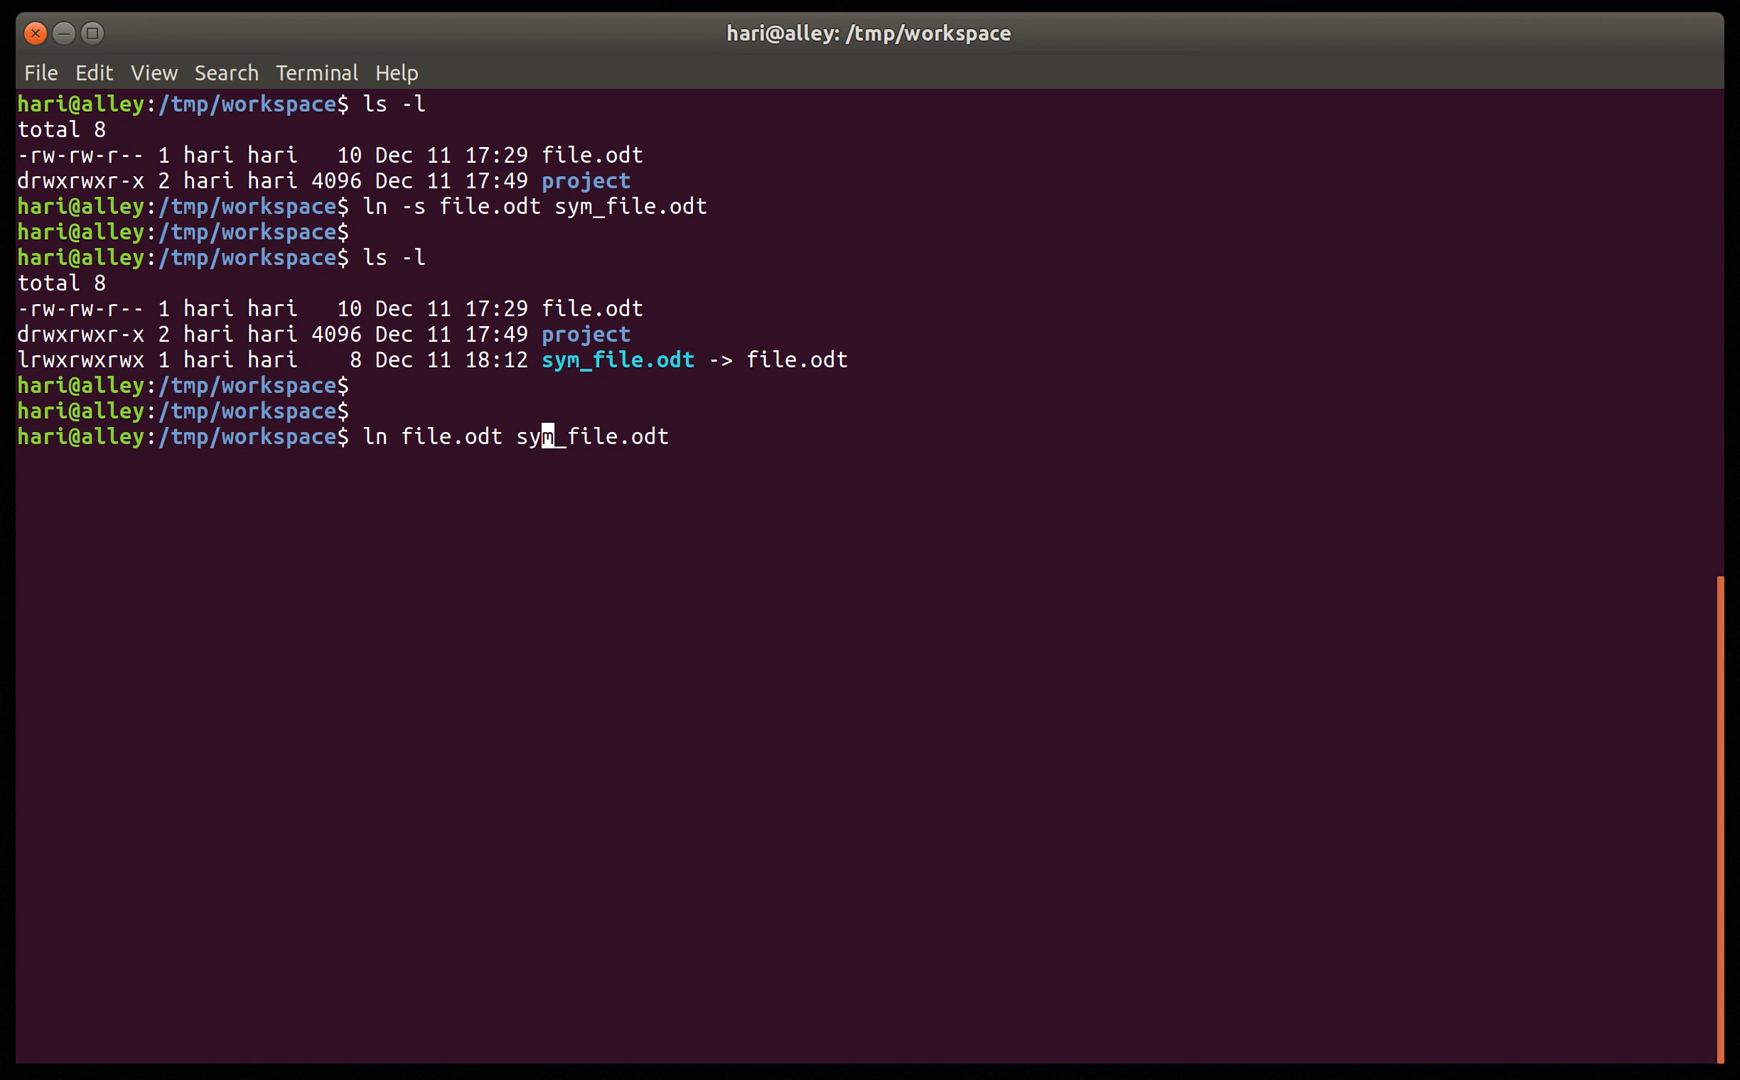 hari@alley: /tmp/workspace
File Edit View Search Terminal Help
hari@alley:/tmp/workspace$ ls -l
total 8
-rw-rw-r-- 1 hari hari   10 Dec 11 17:29 file.odt
drwxrwxr-x 2 hari hari 4096 Dec 11 17:49 project
hari@alley:/tmp/workspace$ ln -s file.odt sym_file.odt
hari@alley:/tmp/workspace$
hari@alley:/tmp/workspace$ ls -l
total 8
-rw-rw-r-- 1 hari hari   10 Dec 11 17:29 file.odt
drwxrwxr-x 2 hari hari 4096 Dec 11 17:49 project
lrwxrwxrwx 1 hari hari    8 Dec 11 18:12 sym_file.odt -> file.odt
hari@alley:/tmp/workspace$
hari@alley:/tmp/workspace$
hari@alley:/tmp/workspace$ ln file.odt sym_file.odt